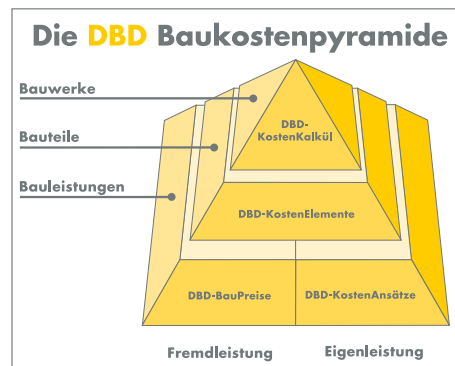 Die DBD Baukostenpyramide
Bauwerke
Bauteile
Bauleistungen
DBD-
KostenKalkül
DBD-KostenElemente
DBD-BauPreise
DBD-KostenAnsätze
Fremdleistung
Eigenleistung